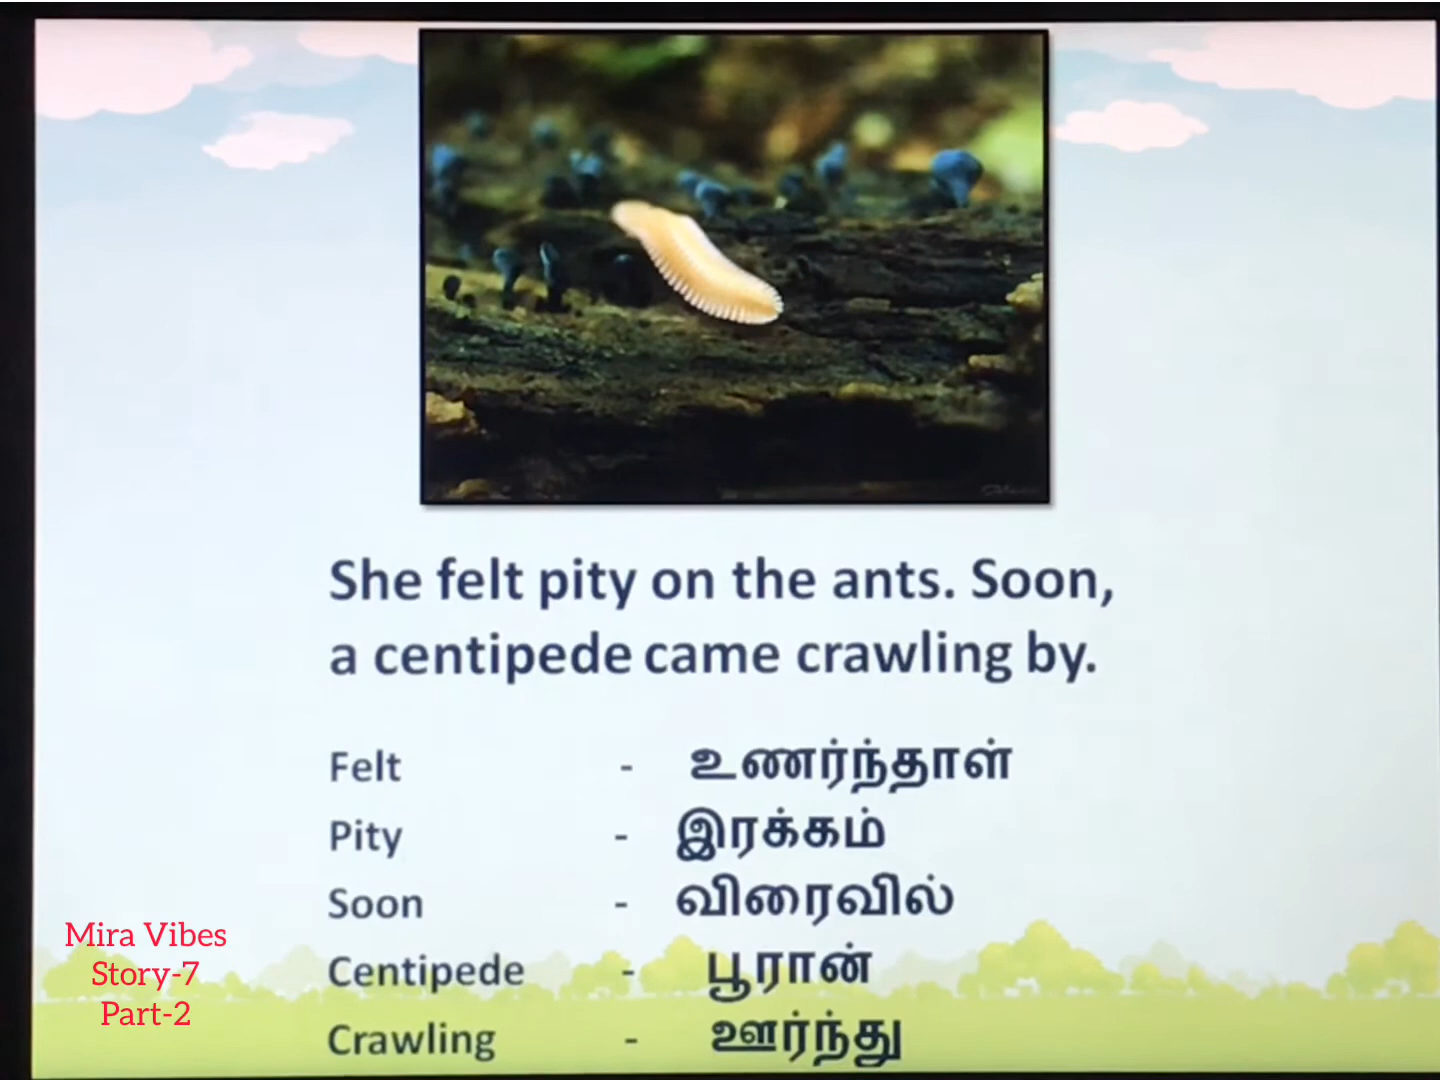 She felt pity on the ants. Soon,
a centipede came crawling by.
Felt - உணர்ந்தாள்
Pity - இரக்கம்
Soon - விரைவில்
Centipede - பூரான்
Crawling - ஊர்ந்து
Mira Vibes
Story-7
Part-2